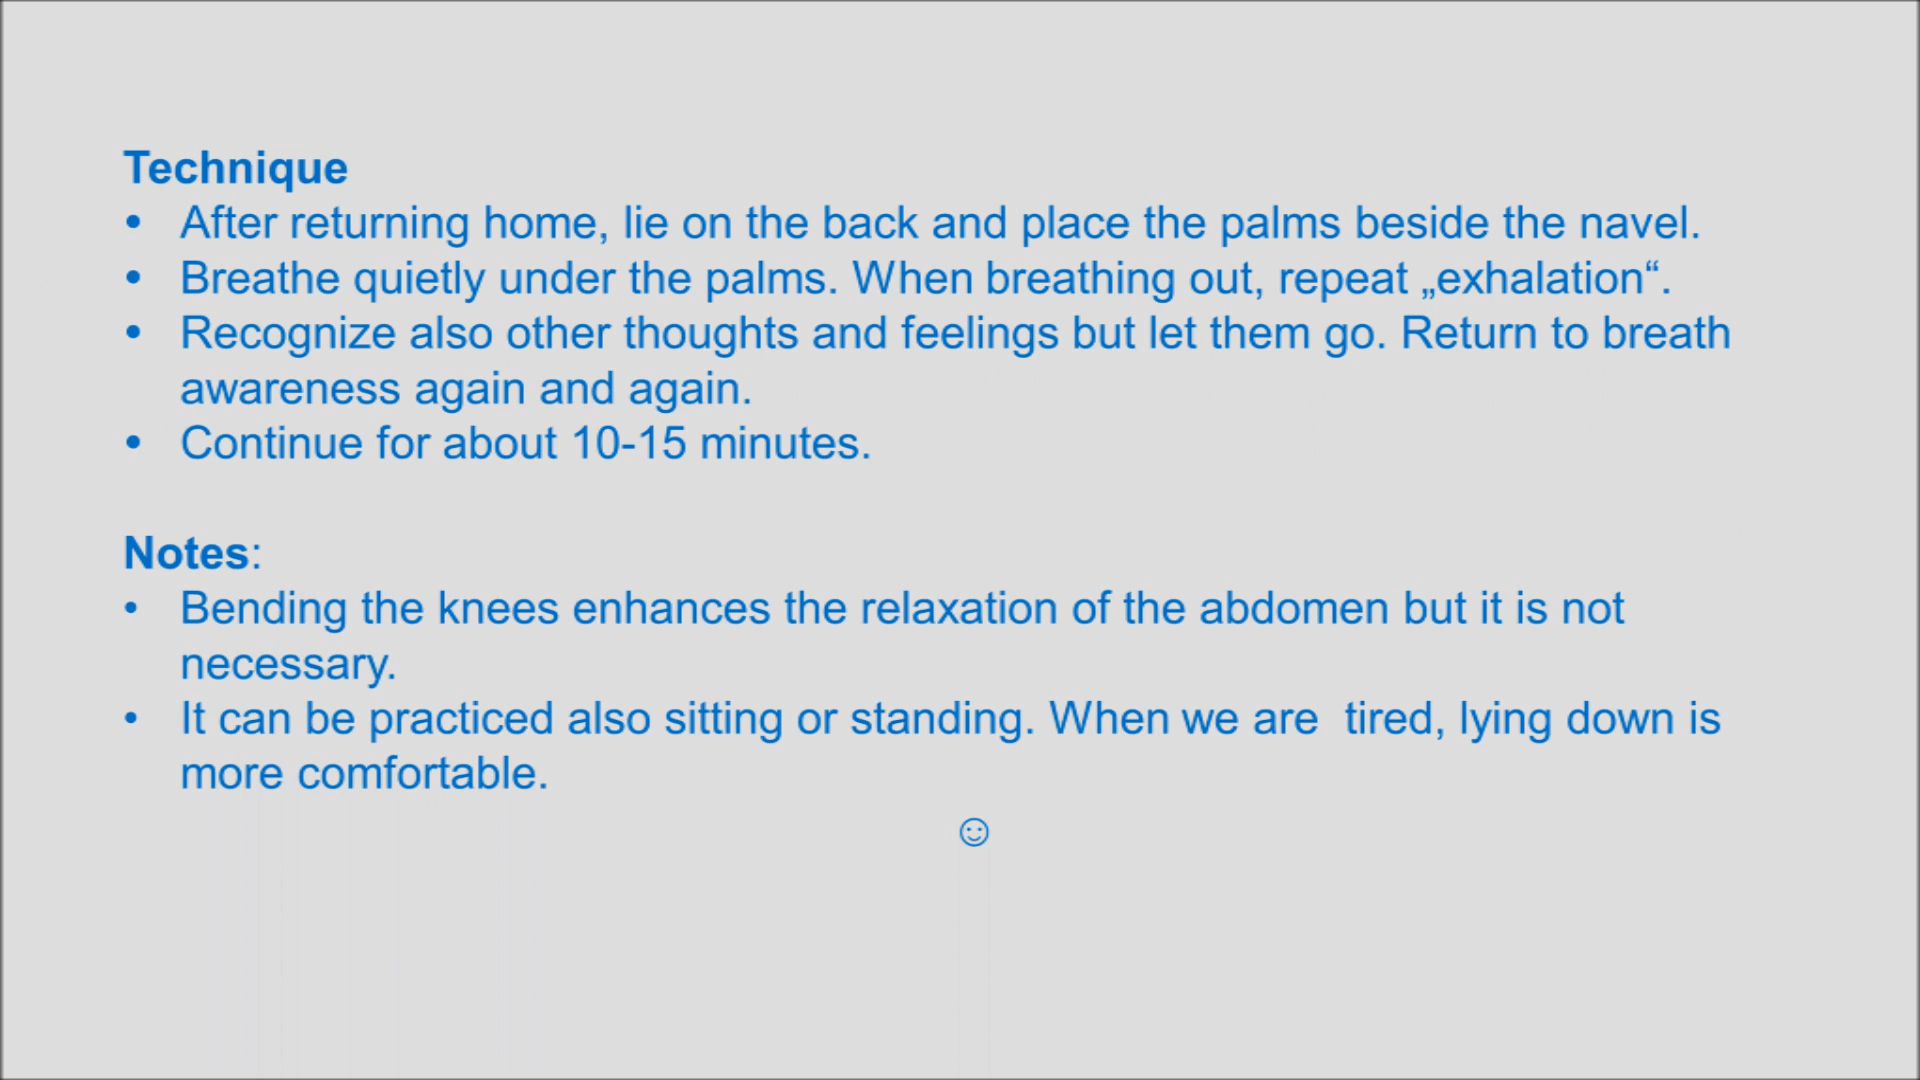 Technique
• After returning home, lie on the back and place the palms beside the navel.
• Breathe quietly under the palms. When breathing out, repeat „exhalation“.
• Recognize also other thoughts and feelings but let them go. Return to breath
awareness again and again.
• Continue for about 10-15 minutes.
Notes:
• Bending the knees enhances the relaxation of the abdomen but it is not
necessary.
• It can be practiced also sitting or standing. When we are  tired, lying down is
more comfortable.
☺